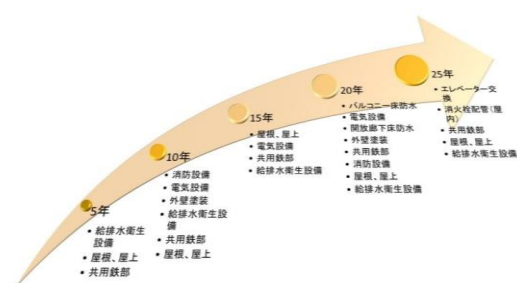 5年
• 給排水衛生
設備
• 屋根、屋上
• 共用鉄部
10年
• 消防設備
• 電気設備
• 外壁塗装
• 給排水衛生設
備
• 共用鉄部
• 屋根、屋上
15年
• 屋根、屋上
• 電気設備
• 共用鉄部
• 給排水衛生設備
20年
• バルコニー床防水
• 電気設備
• 開放廊下床防水
• 外壁塗装
• 共用鉄部
• 消防設備
• 屋根、屋上
• 給排水衛生設備
25年
• エレベーター交
換
• 消火栓配管(屋
内)
• 共用鉄部
• 屋根、屋上
• 給排水衛生設備